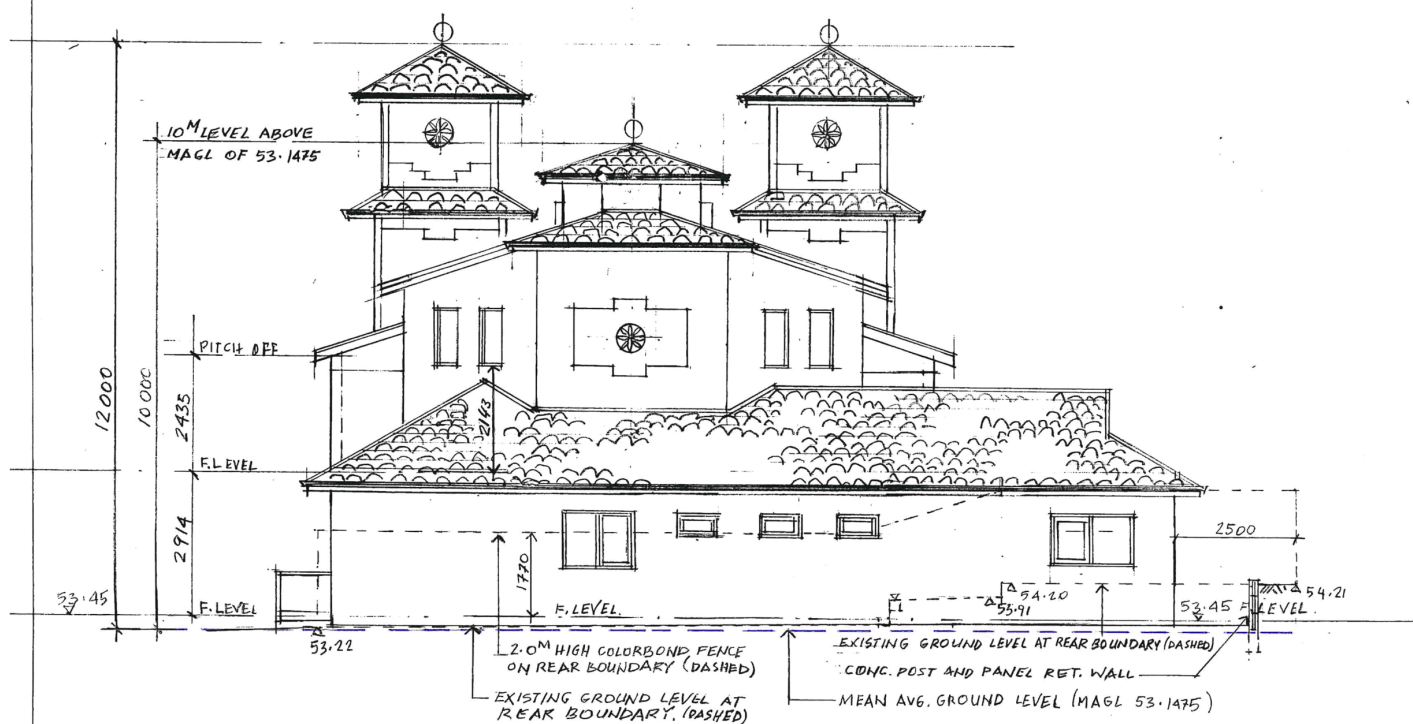 10M LEVEL ABOVE
MAGL OF 53.1475
PITCH OFF
12000
10000
2435
2143
F.LEVEL
2914
1770
2500
53.45
F.LEVEL
F.LEVEL.
54.20
53.91
53.45 F LEVEL.
54.21
53.22
2.0M HIGH COLORBOND FENCE
ON REAR BOUNDARY (DASHED)
EXISTING GROUND LEVEL AT
REAR BOUNDARY. (DASHED)
EXISTING GROUND LEVEL AT REAR BOUNDARY (DASHED)
CONC. POST AND PANEL RET. WALL
MEAN AVG. GROUND LEVEL (MAGL 53.1475)